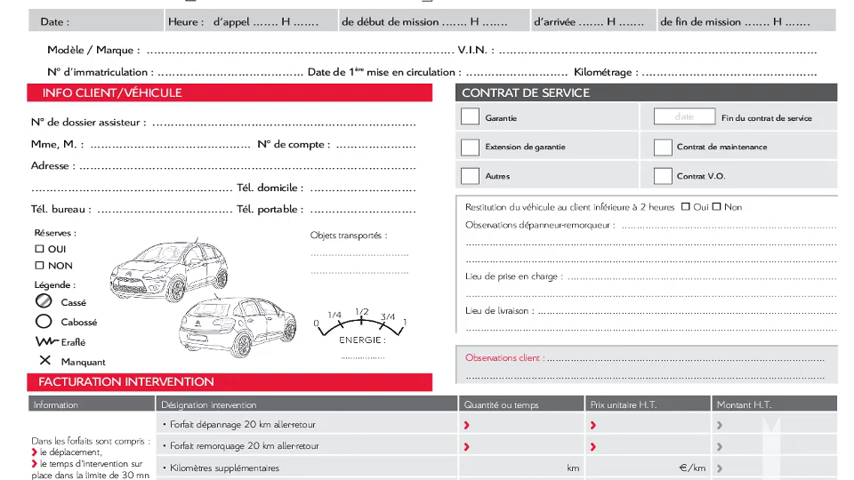 Date : Heure : d'appel ....... H ....... de début de mission ....... H ....... d'arrivée ....... H ....... de fin de mission ....... H .......
Modèle / Marque : ........................ V.I.N. : ........................
N° d'immatriculation : ........................ Date de 1ère mise en circulation : ........................ Kilométrage : ........................
INFO CLIENT/VÉHICULE
N° de dossier assisteur : ........................
Mme, M. : ........................ N° de compte : ........................
Adresse : ........................
........................ Tél. domicile : ........................
Tél. bureau : ........................ Tél. portable : ........................
Réserves :
☐ OUI
☐ NON
Légende :
Cassé
Cabossé
Eraflé
Manquant
Objets transportés :
0 1/4 1/2 3/4 1
ENERGIE :
CONTRAT DE SERVICE
Garantie
date Fin du contrat de service
Extension de garantie
Contrat de maintenance
Autres
Contrat V.O.
Restitution du véhicule au client inférieure à 2 heures ☐ Oui ☐ Non
Observations dépanneur-remorqueur : ........................
Lieu de prise en charge : ........................
Lieu de livraison : ........................
Observations client : ........................
FACTURATION INTERVENTION
Information Désignation intervention Quantité ou temps Prix unitaire H.T. Montant H.T.
Dans les forfaits sont compris :
le déplacement,
le temps d'intervention sur
place dans la limite de 30 mn
• Forfait dépannage 20 km aller-retour
• Forfait remorquage 20 km aller-retour
• Kilomètres supplémentaires km €/km